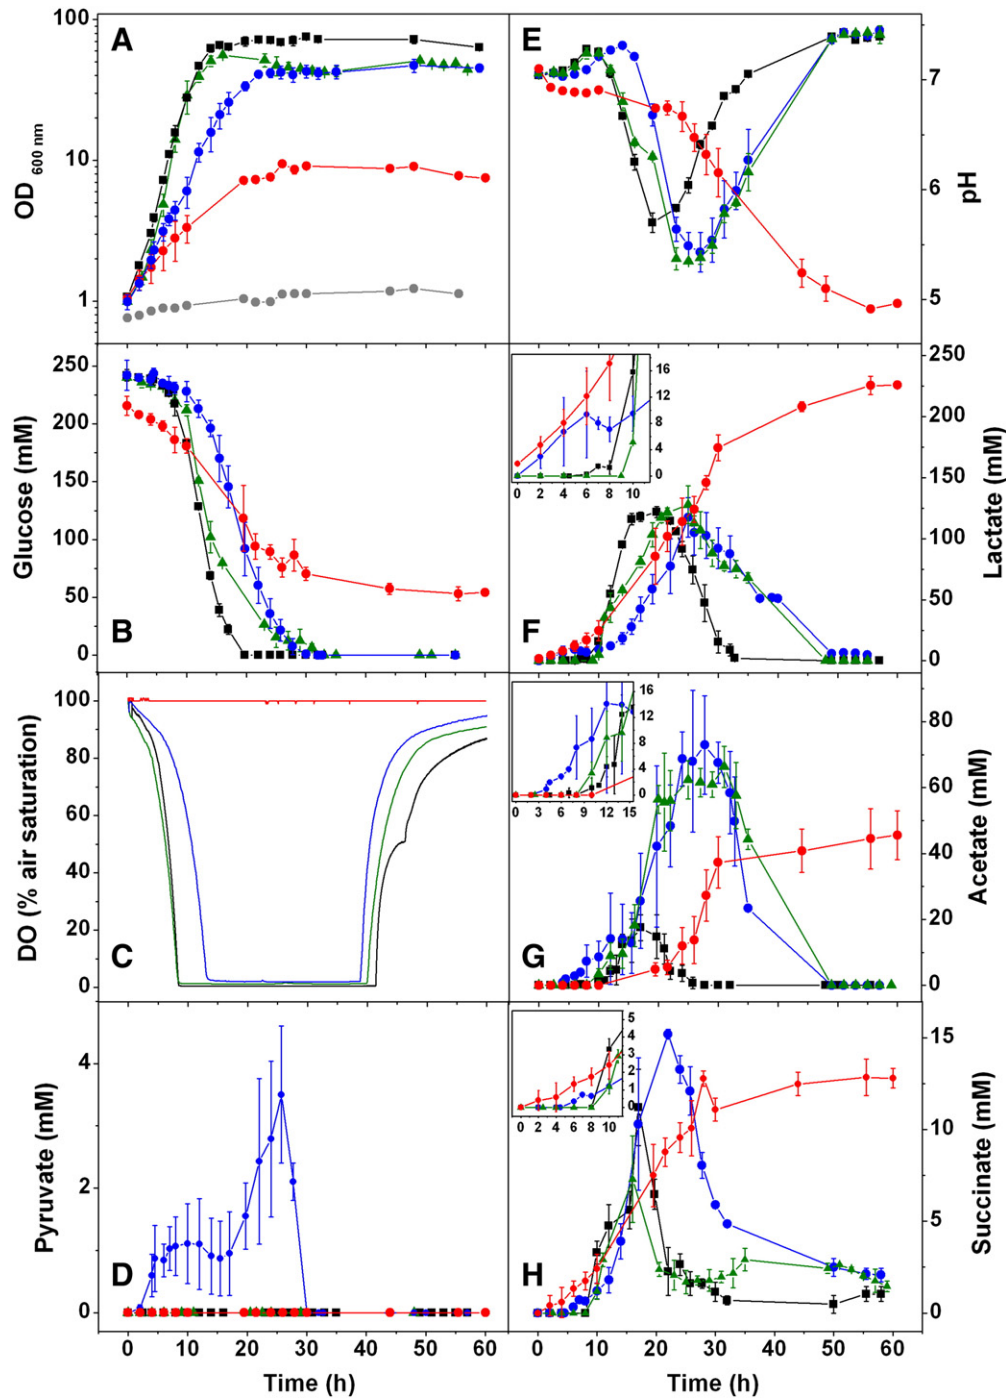 A
OD 600 nm
100
10
1
E
pH
7
6
5
B
Glucose (mM)
250
200
150
100
50
0
F
Lactate (mM)
250
200
150
100
50
0
16
12
8
4
0
0 2 4 6 8 10
C
DO (% air saturation)
100
80
60
40
20
0
G
Acetate (mM)
80
60
40
20
0
16
12
8
4
0
0 3 6 9 12 15
D
Pyruvate (mM)
4
2
0
0 10 20 30 40 50 60
Time (h)
H
Succinate (mM)
15
10
5
0
5
4
3
2
1
0
0 2 4 6 8 10
0 10 20 30 40 50 60
Time (h)